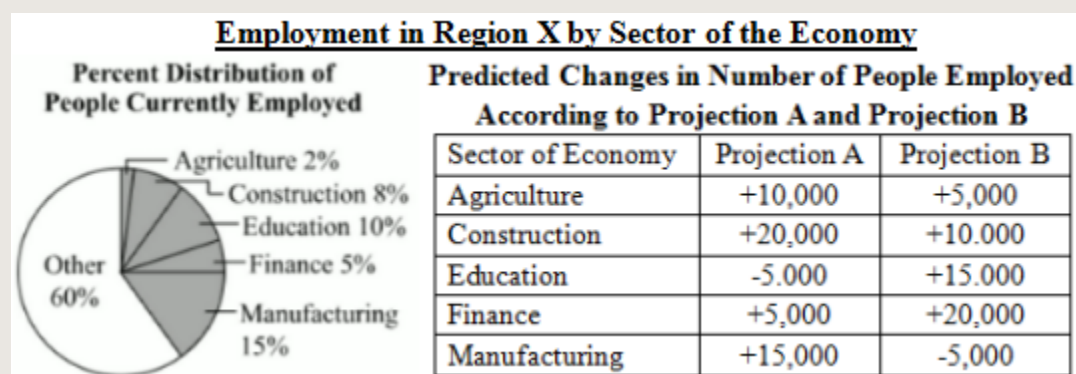 Employment in Region X by Sector of the Economy
Percent Distribution of
People Currently Employed
Agriculture 2%
Construction 8%
Education 10%
Finance 5%
Manufacturing
15%
Other
60%
Predicted Changes in Number of People Employed
According to Projection A and Projection B
Sector of Economy Projection A Projection B
Agriculture +10,000 +5,000
Construction +20,000 +10.000
Education -5.000 +15.000
Finance +5,000 +20,000
Manufacturing +15,000 -5,000